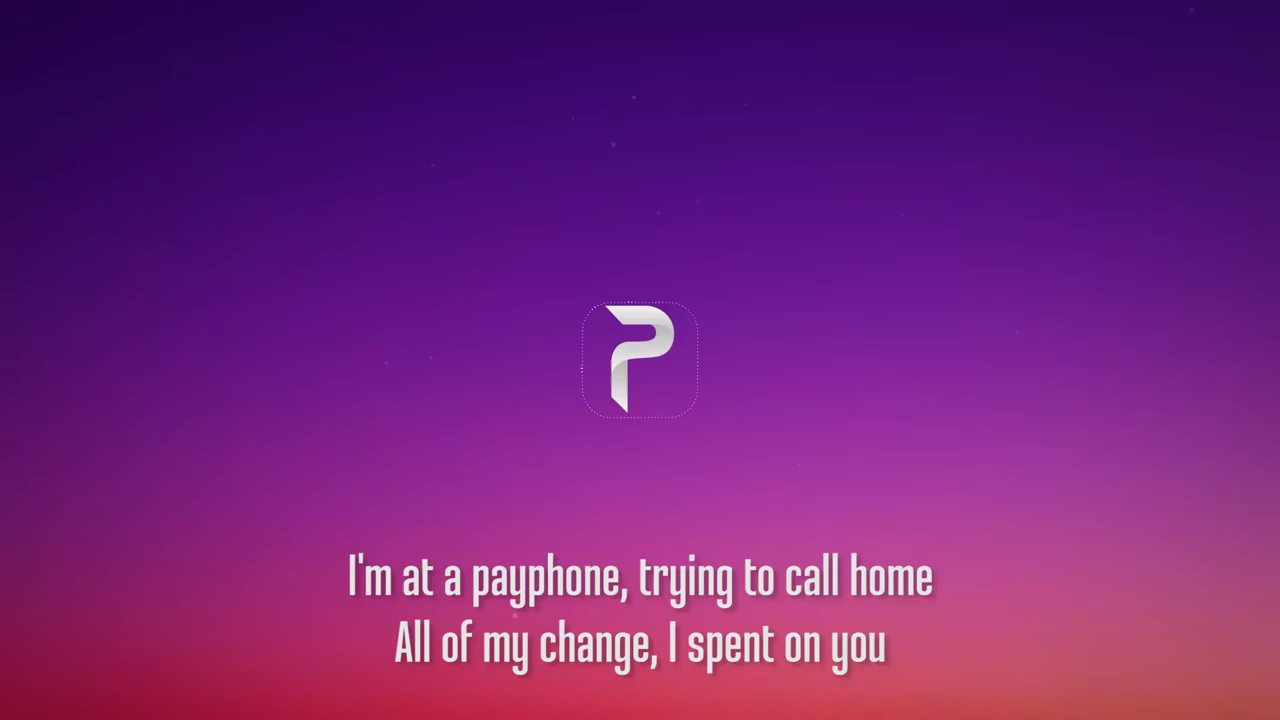 P
I'm at a payphone, trying to call home
All of my change, I spent on you